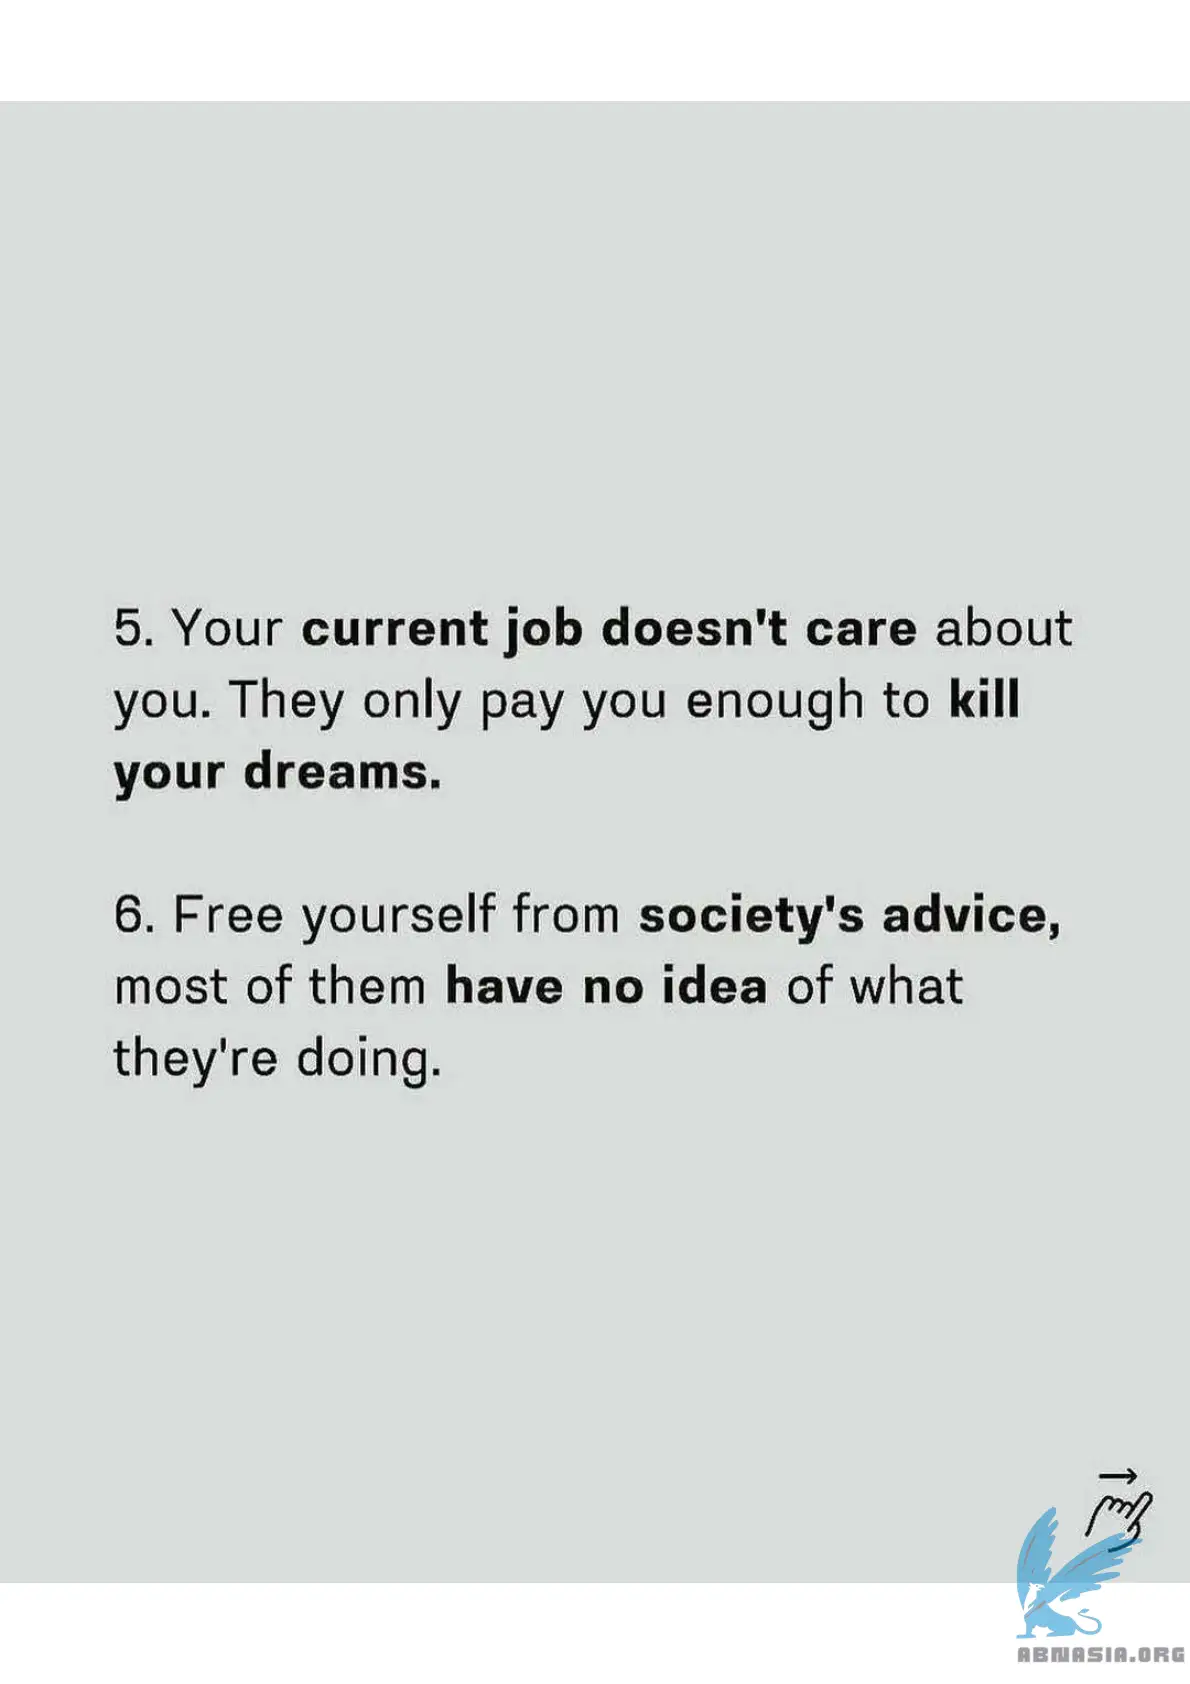 5. Your current job doesn't care about
you. They only pay you enough to kill
your dreams.
6. Free yourself from society's advice,
most of them have no idea of what
they're doing.
ABNASIA.ORG